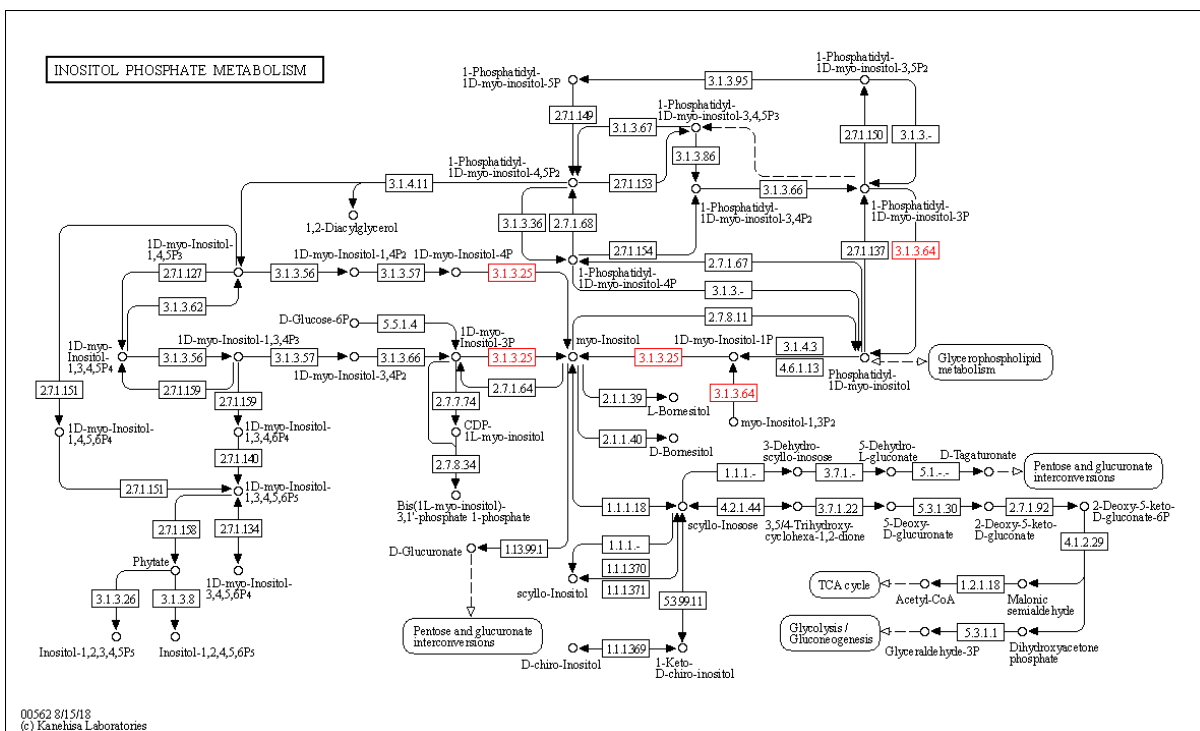 INOSITOL PHOSPHATE METABOLISM
1-Phosphatidyl-
1D-myo-inositol-5P
3.1.3.95
1-Phosphatidyl-
1D-myo-inositol-3,5P2
2.7.1.149
3.1.3.67
1-Phosphatidyl-
1D-myo-inositol-3,4,5P3
2.7.1.150
3.1.3.-
3.1.3.86
1-Phosphatidyl-
1D-myo-inositol-4,5P2
3.1.4.11
2.7.1.153
3.1.3.66
1,2-Diacylglycerol
3.1.3.36
2.7.1.68
1-Phosphatidyl-
1D-myo-inositol-3,4P2
1-Phosphatidyl-
1D-myo-inositol-3P
2.7.1.154
2.7.1.137
3.1.3.64
1D-myo-Inositol-
1,4,5P3
1D-myo-Inositol-1,4P2
1D-myo-Inositol-4P
2.7.1.127
3.1.3.56
3.1.3.57
3.1.3.25
1-Phosphatidyl-
1D-myo-inositol-4P
2.7.1.67
3.1.3.-
3.1.3.62
D-Glucose-6P
5.5.1.4
2.7.8.11
1D-myo-
Inositol-
1,3,4,5P4
3.1.3.56
1D-myo-Inositol-1,3,4P3
3.1.3.57
3.1.3.66
1D-myo-
Inositol-3P
3.1.3.25
myo-Inositol
3.1.3.25
1D-myo-Inositol-1P
3.1.4.3
4.6.1.13
Phosphatidyl-
1D-myo-inositol
Glycerophospholipid
metabolism
1D-myo-Inositol-3,4P2
2.7.1.151
2.7.1.159
2.7.1.159
2.7.7.74
2.7.1.64
2.1.1.39
L-Bornesitol
3.1.3.64
myo-Inositol-1,3P2
1D-myo-Inositol-
1,4,5,6P4
1D-myo-Inositol-
1,3,4,6P4
CDP-
1L-myo-inositol
2.1.1.40
D-Bornesitol
2.7.1.140
2.7.8.34
3-Dehydro-
scyllo-inosose
5-Dehydro-
L-gluconate
D-Tagaturonate
1.1.1.-
3.7.1.-
5.1.-.-
Pentose and glucuronate
interconversions
2.7.1.151
1D-myo-Inositol-
1,3,4,5,6P5
Bis(1L-myo-inositol)-
3,1'-phosphate 1-phosphate
1.1.1.18
scyllo-Inosose
4.2.1.44
3,5/4-Trihydroxy-
cyclohexa-1,2-dione
3.7.1.22
5-Deoxy-
D-glucuronate
5.3.1.30
2-Deoxy-5-keto-
D-gluconate
2.7.1.92
2-Deoxy-5-keto-
D-gluconate-6P
2.7.1.158
2.7.1.134
D-Glucuronate
1.13.99.1
1.1.1.-
4.1.2.29
Phytate
1D-myo-Inositol-
3,4,5,6P4
scyllo-Inositol
1.1.1.370
1.1.1.371
3.1.3.26
3.1.3.8
5.3.99.11
TCA cycle
Acetyl-CoA
1.2.1.18
Malonic
semialdehyde
Inositol-1,2,3,4,5P5
Inositol-1,2,4,5,6P5
Pentose and glucuronate
interconversions
D-chiro-Inositol
1.1.1.369
1-Keto-
D-chiro-inositol
Glycolysis /
Gluconeogenesis
Glyceraldehyde-3P
5.3.1.1
Dihydroxyacetone
phosphate
00562 8/15/18
(c) Kanehisa Laboratories